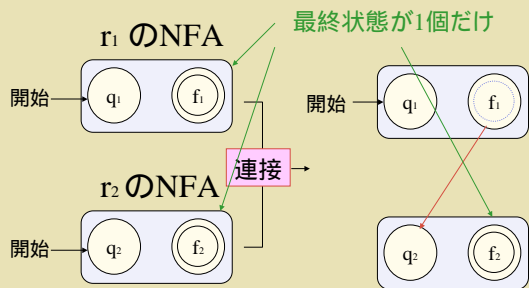 最終状態が1個だけ
r₁ のNFA
開始 q₁ f₁
連接
r₂ のNFA
開始 q₂ f₂
開始 q₁ f₁
q₂ f₂